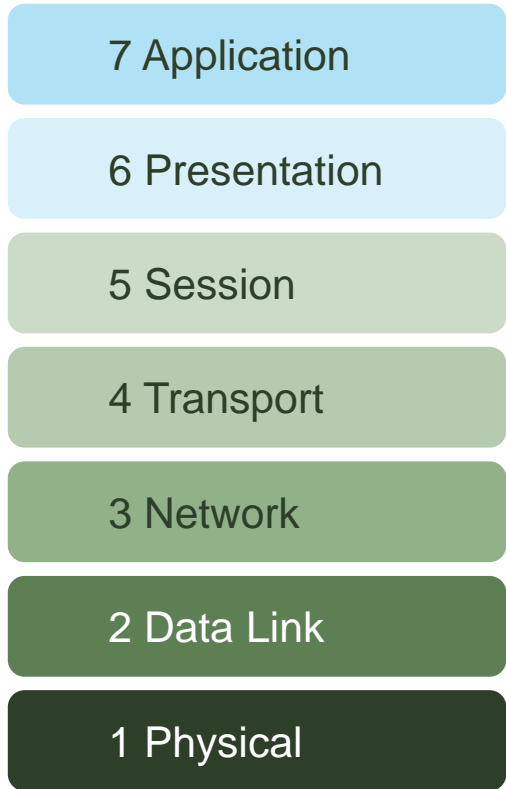 7 Application
6 Presentation
5 Session
4 Transport
3 Network
2 Data Link
1 Physical